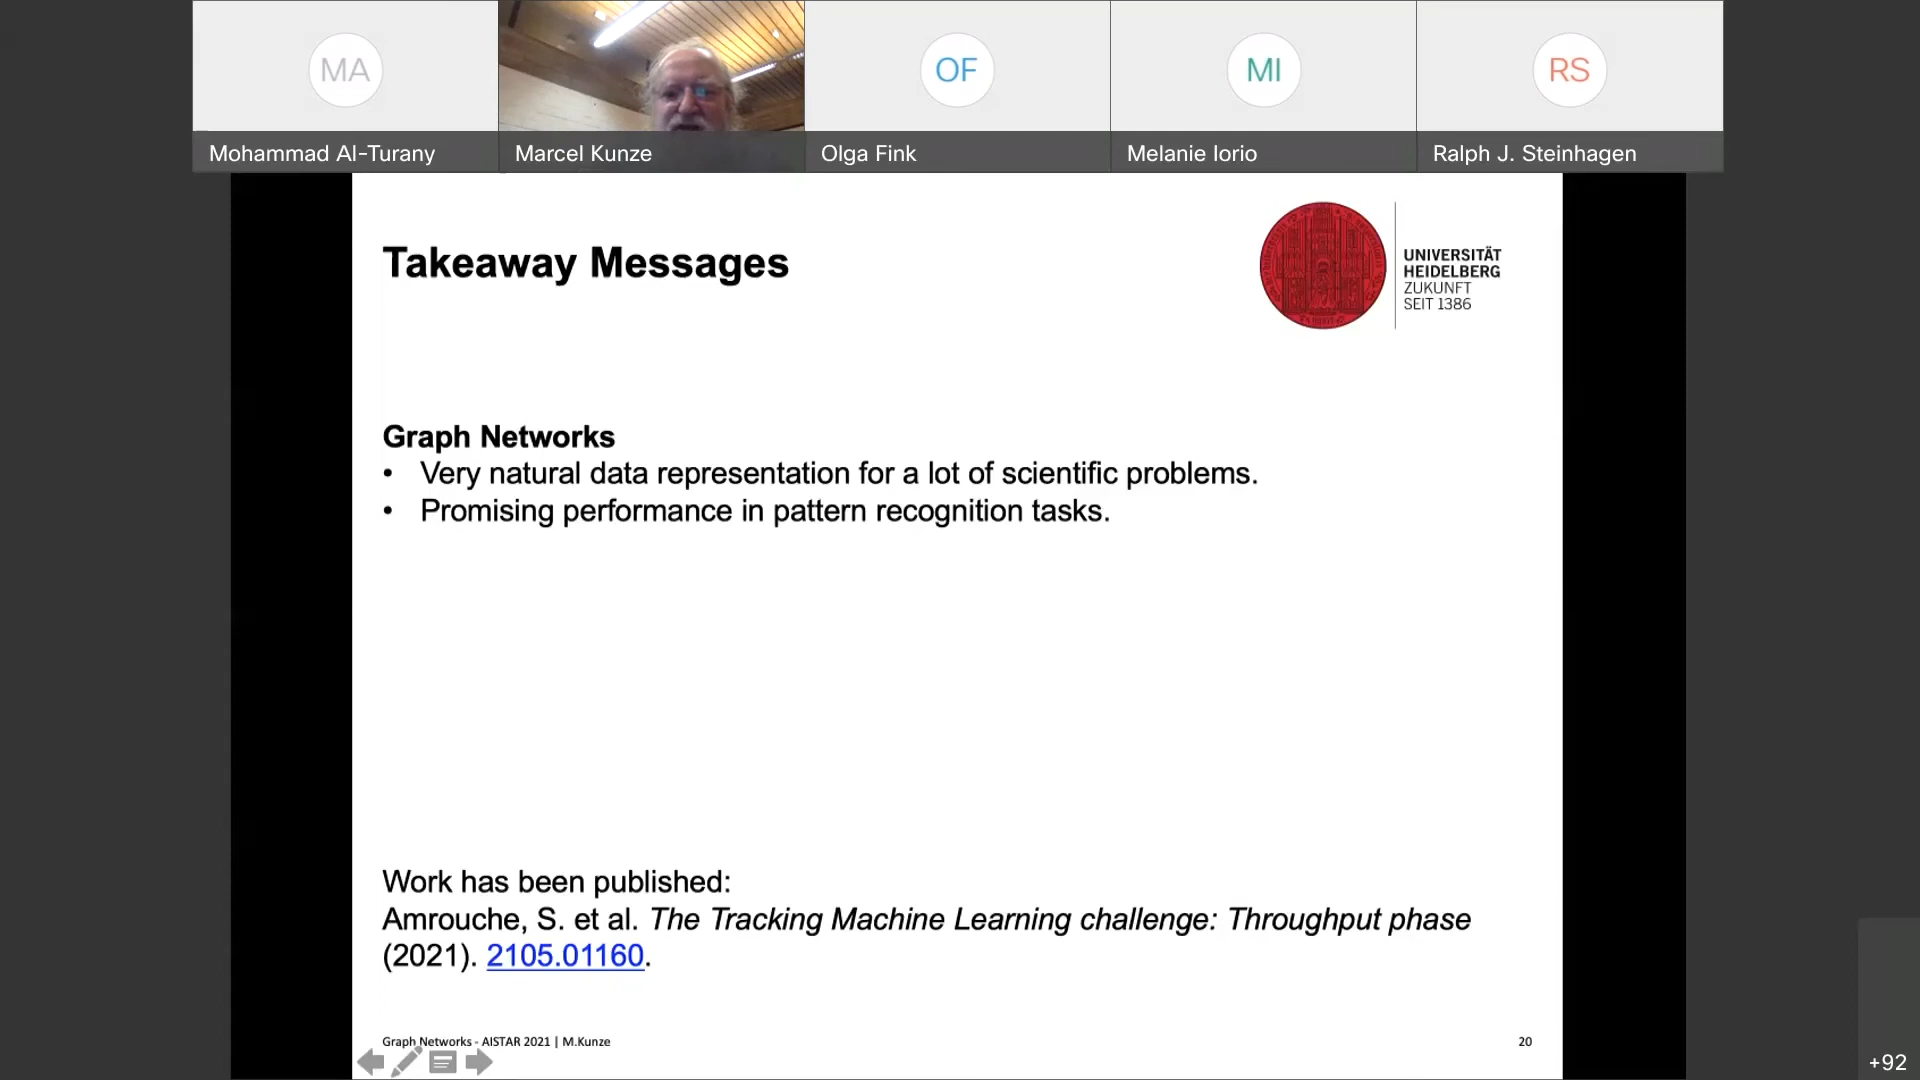 MA
OF
MI
RS
Mohammad Al-Turany
Marcel Kunze
Olga Fink
Melanie Iorio
Ralph J. Steinhagen
Takeaway Messages
UNIVERSITÄT
HEIDELBERG
ZUKUNFT
SEIT 1386
Graph Networks
• Very natural data representation for a lot of scientific problems.
• Promising performance in pattern recognition tasks.
Work has been published:
Amrouche, S. et al. The Tracking Machine Learning challenge: Throughput phase
(2021). 2105.01160.
Graph Networks - AISTAR 2021 | M.Kunze
20
+92